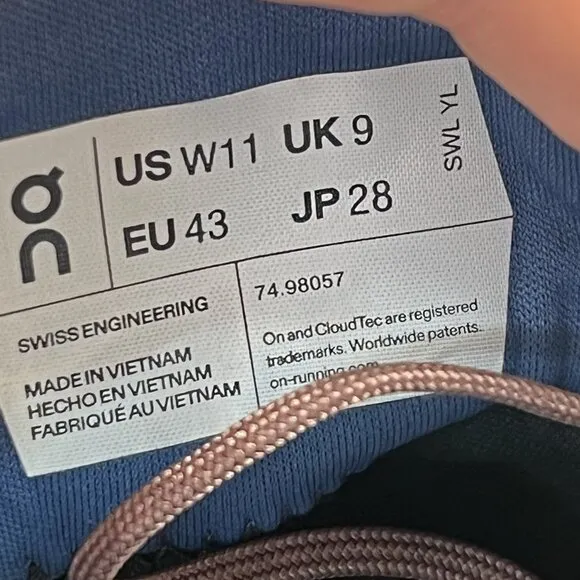 on
US W11 UK 9
EU 43 JP 28
SWL YL
SWISS ENGINEERING
MADE IN VIETNAM
HECHO EN VIETNAM
FABRIQUÉ AU VIETNAM
74.98057
On and CloudTec are registered
trademarks. Worldwide patents.
on-running.com